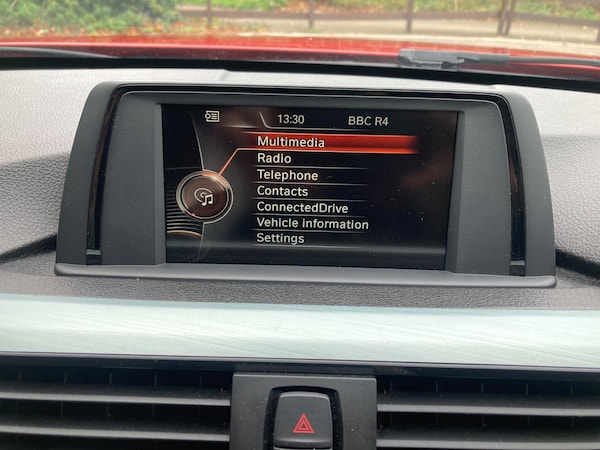 13:30 BBC R4
Multimedia
Radio
Telephone
Contacts
ConnectedDrive
Vehicle information
Settings